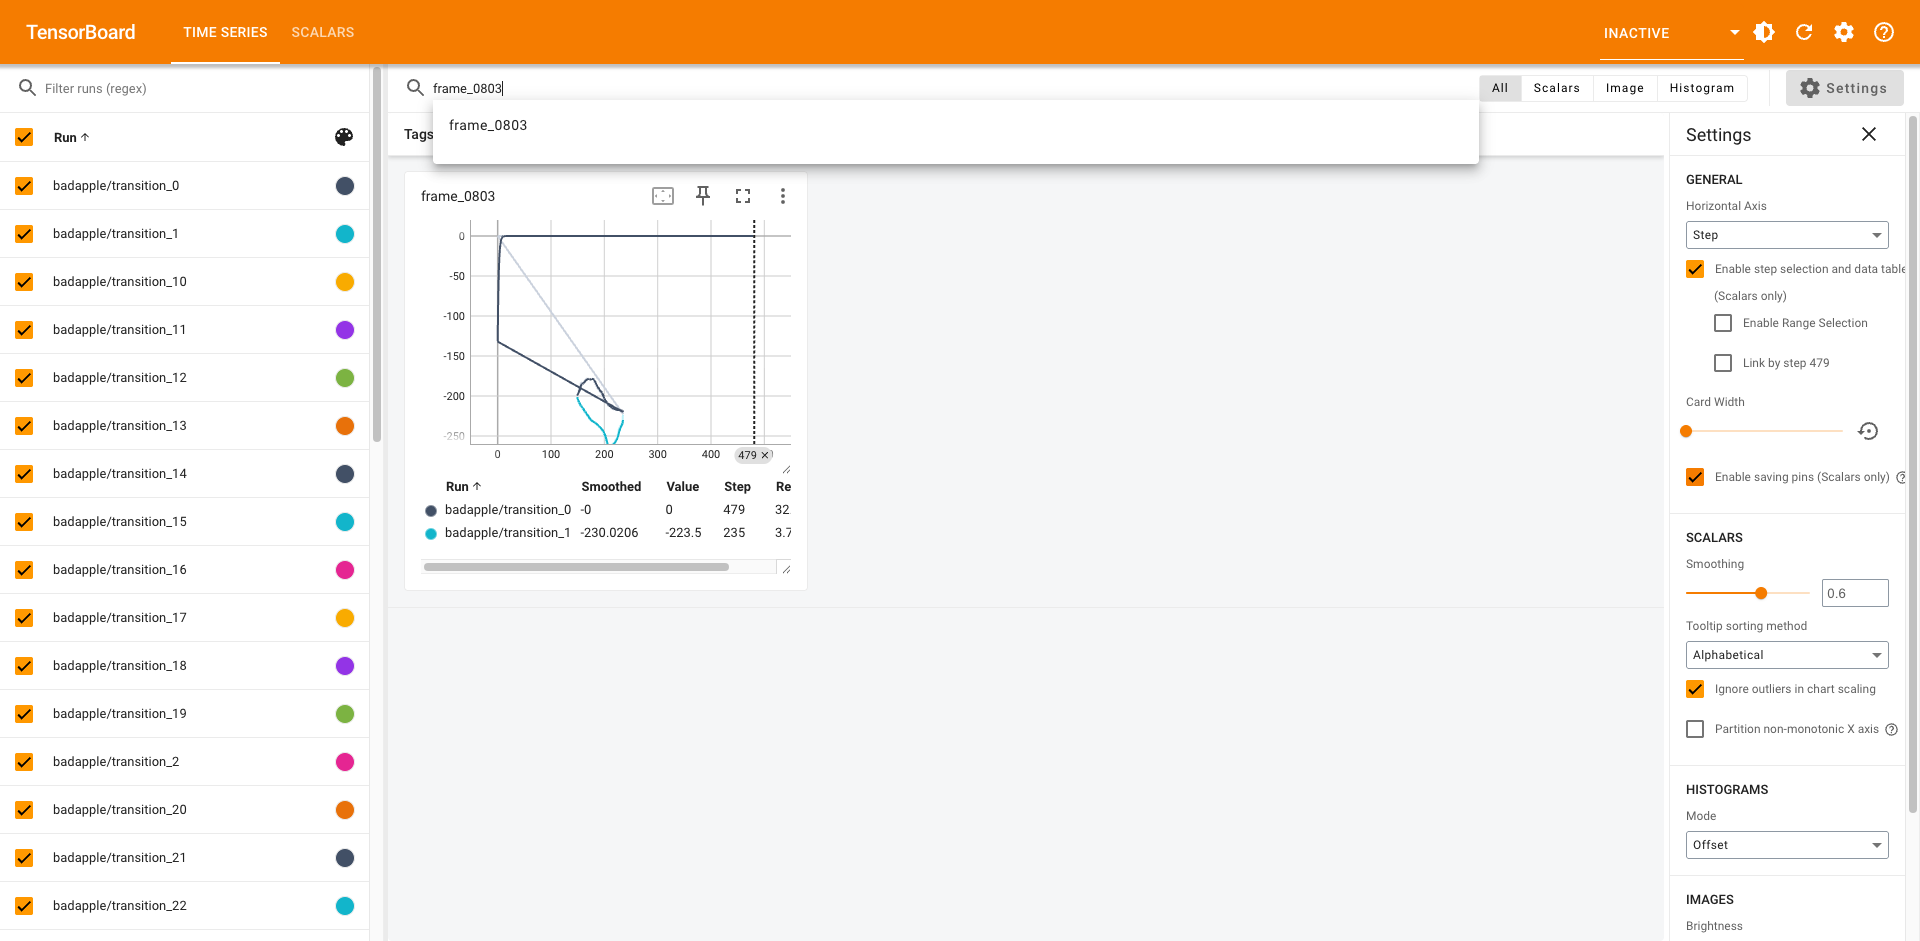 TensorBoard
TIME SERIES
SCALARS
INACTIVE
Filter runs (regex)
Run
badapple/transition_0
badapple/transition_1
badapple/transition_10
badapple/transition_11
badapple/transition_12
badapple/transition_13
badapple/transition_14
badapple/transition_15
badapple/transition_16
badapple/transition_17
badapple/transition_18
badapple/transition_19
badapple/transition_2
badapple/transition_20
badapple/transition_21
badapple/transition_22
frame_0803
frame_0803
All
Scalars
Image
Histogram
Settings
Tags
frame_0803
0
-50
-100
-150
-200
-250
0
100
200
300
400
479
Run Smoothed Value Step Re
badapple/transition_0 -0 0 479 32.
badapple/transition_1 -230.0206 -223.5 235 3.7
Settings
GENERAL
Horizontal Axis
Step
Enable step selection and data table
(Scalars only)
Enable Range Selection
Link by step 479
Card Width
Enable saving pins (Scalars only)
SCALARS
Smoothing
0.6
Tooltip sorting method
Alphabetical
Ignore outliers in chart scaling
Partition non-monotonic X axis
HISTOGRAMS
Mode
Offset
IMAGES
Brightness